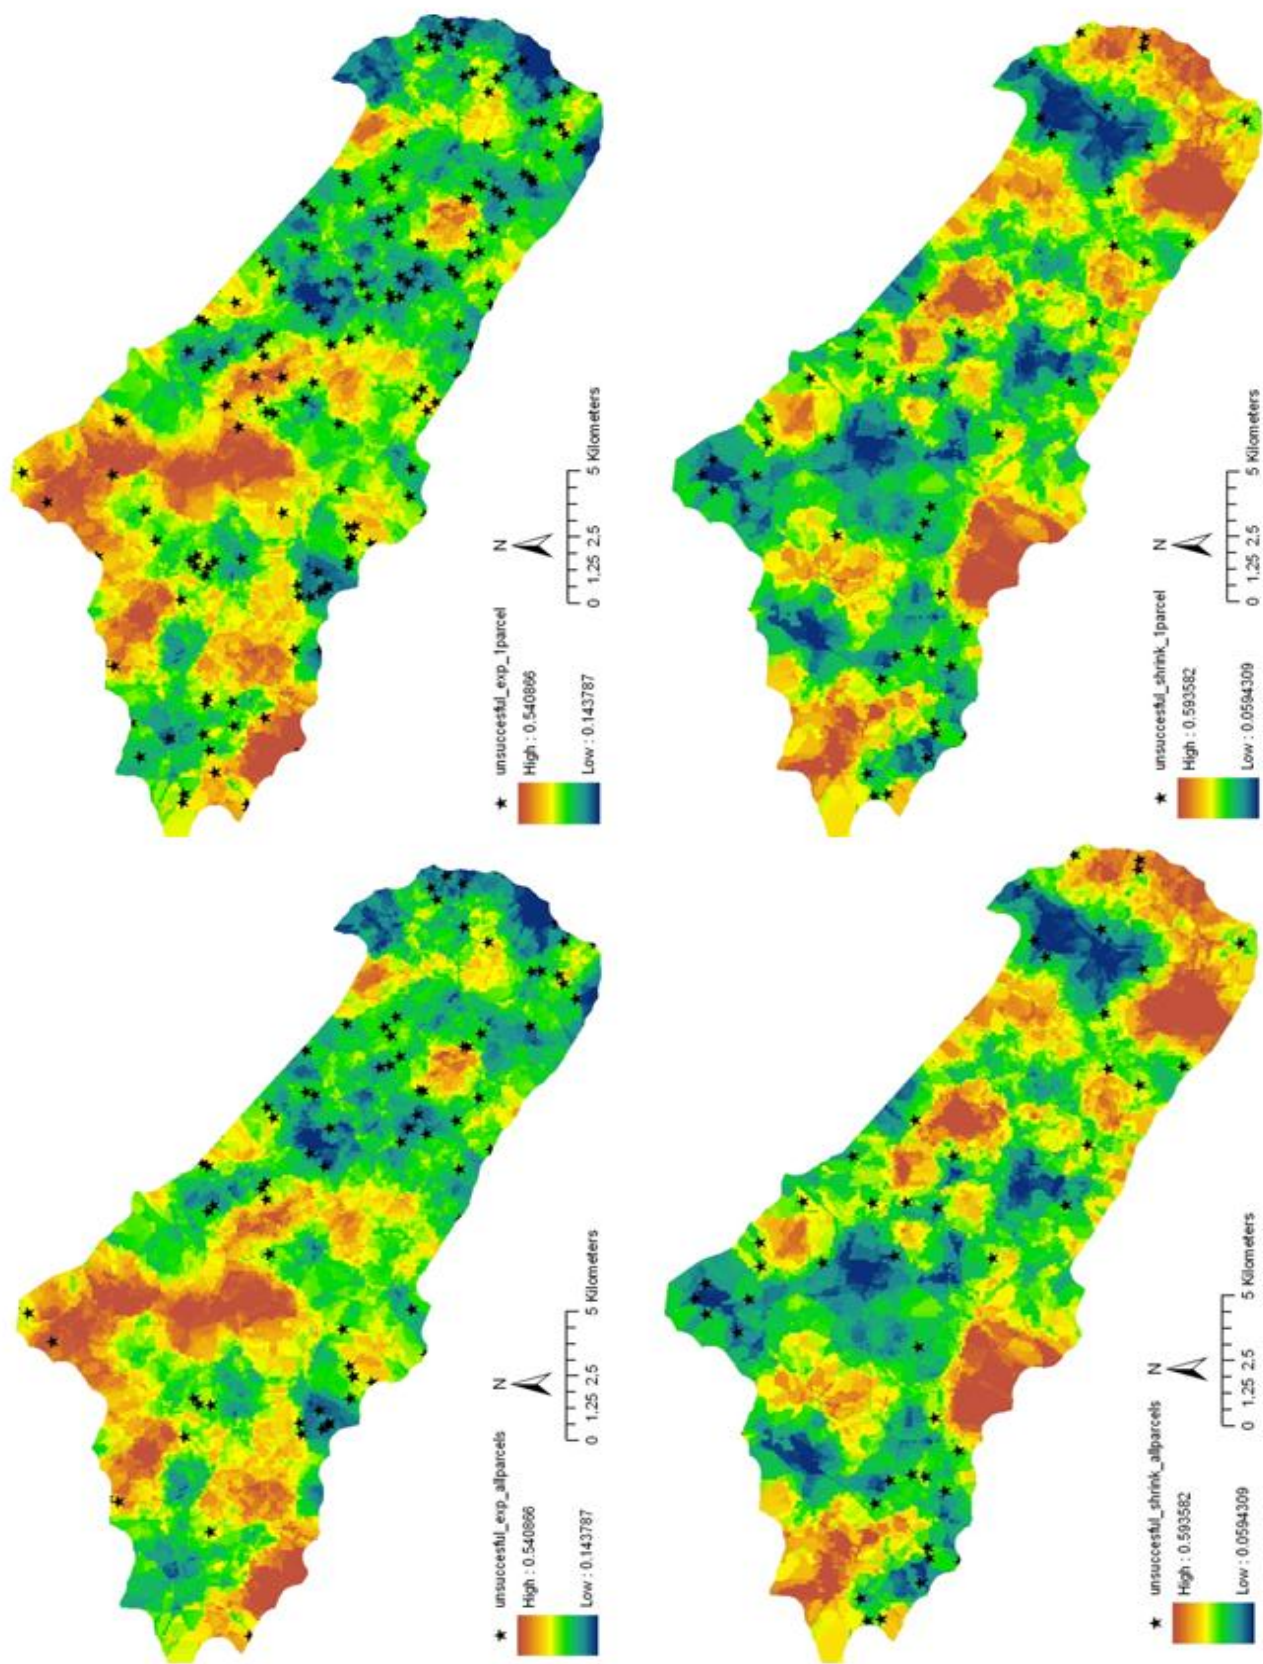 N
★ unsuccesful_exp_1parcel
High : 0.540866
Low : 0.143787
0 1.25 2.5 5 Kilometers
N
★ unsuccesful_shrink_1parcel
High : 0.593582
Low : 0.0594309
0 1.25 2.5 5 Kilometers
N
★ unsuccesful_exp_allparcels
High : 0.540866
Low : 0.143787
0 1.25 2.5 5 Kilometers
N
★ unsuccesful_shrink_allparcels
High : 0.593582
Low : 0.0594309
0 1.25 2.5 5 Kilometers